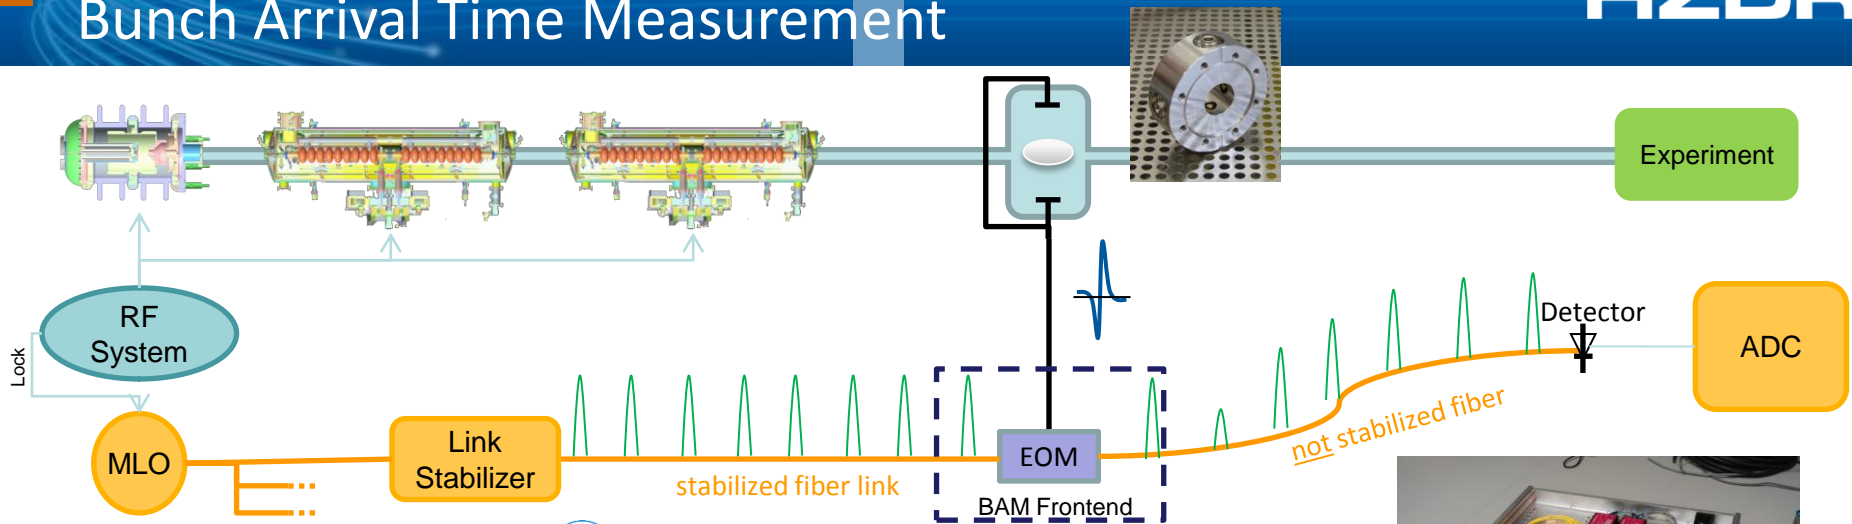 Bunch Arrival Time Measurement
HZDR
Experiment
RF
System
Lock
Detector
ADC
MLO
Link
Stabilizer
stabilized fiber link
EOM
BAM Frontend
not stabilized fiber